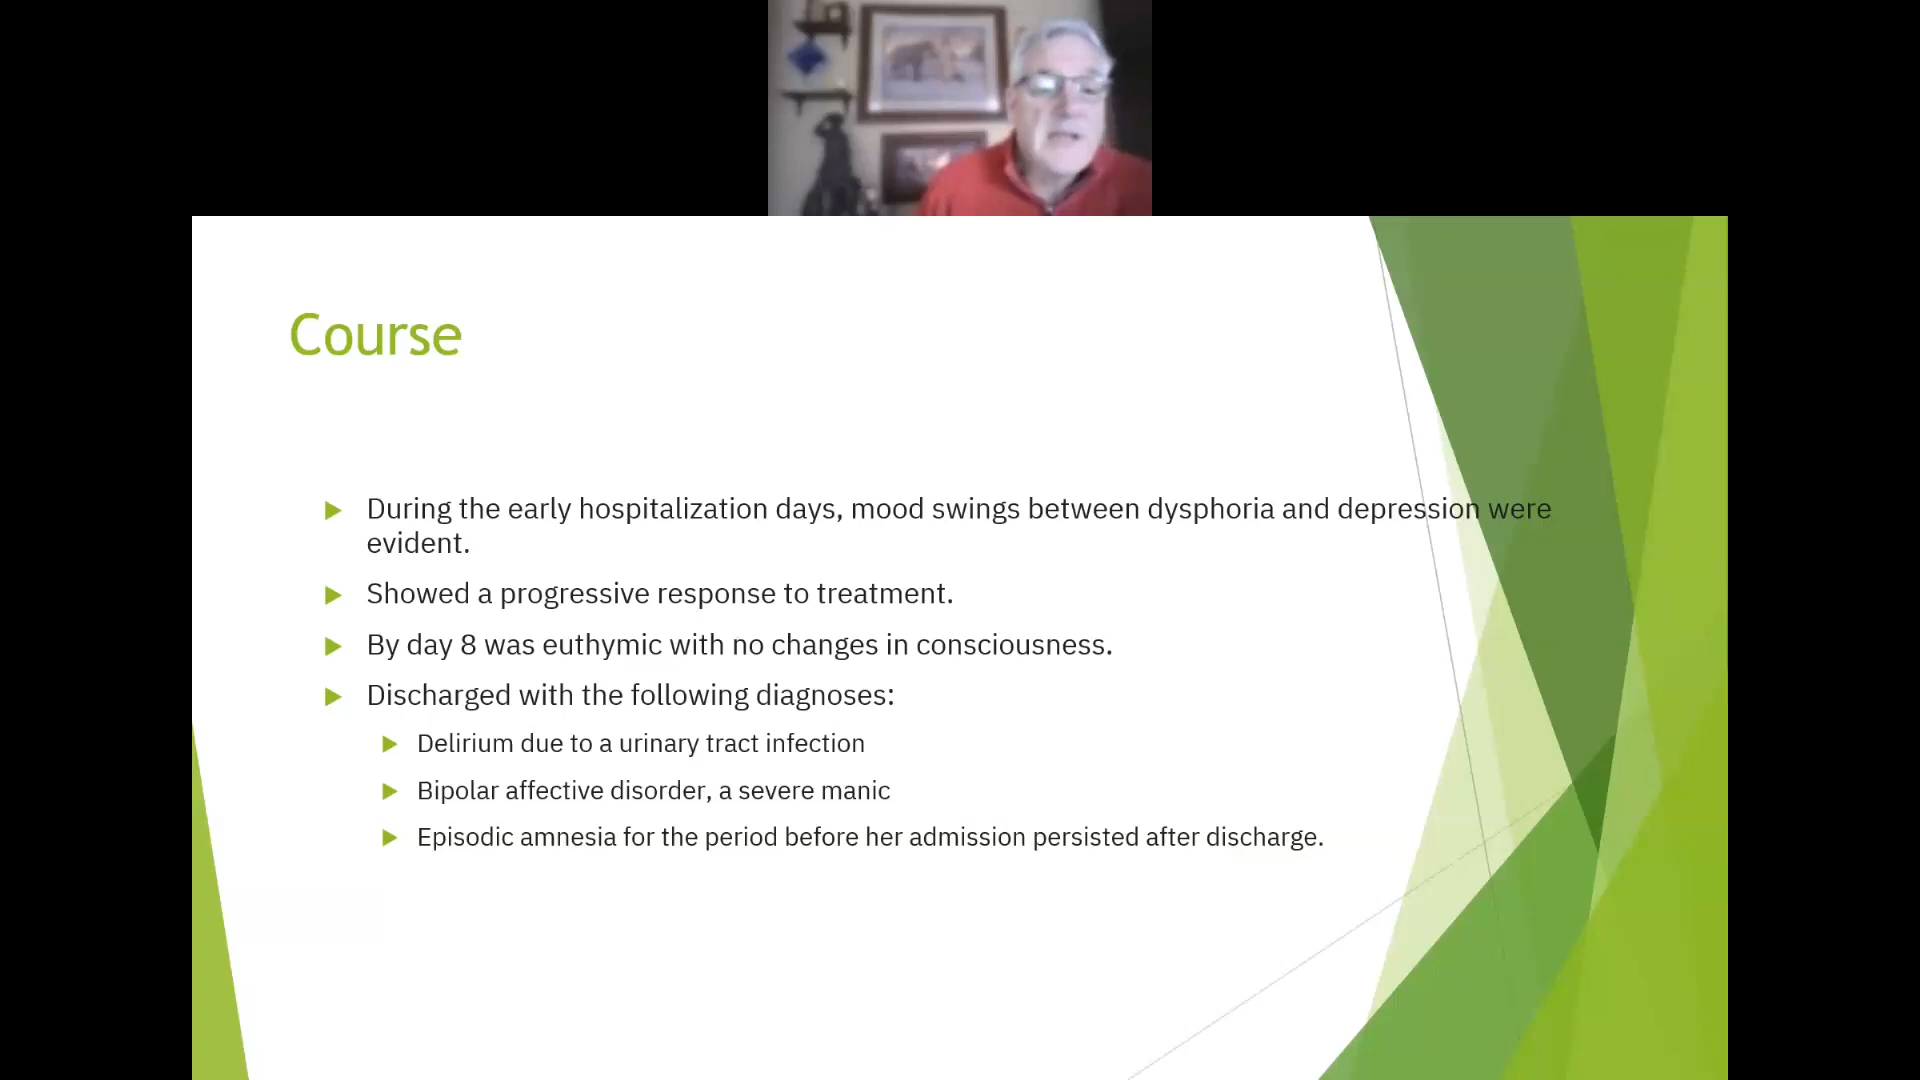 Course
During the early hospitalization days, mood swings between dysphoria and depression were
evident.
Showed a progressive response to treatment.
By day 8 was euthymic with no changes in consciousness.
Discharged with the following diagnoses:
Delirium due to a urinary tract infection
Bipolar affective disorder, a severe manic
Episodic amnesia for the period before her admission persisted after discharge.